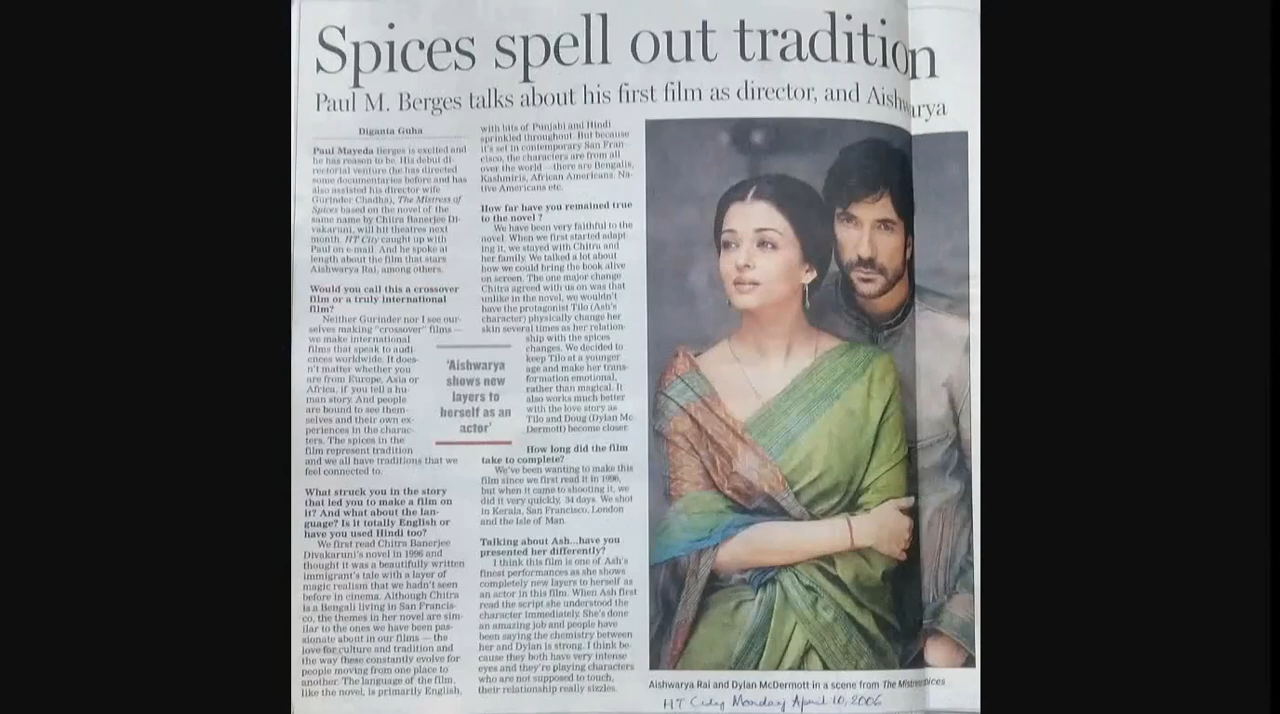 Spices spell out tradition
Paul M. Berges talks about his first film as director, and Aishwarya
Diganta Guha
Paul Mayeda Berges is excited and
he has reason to be. His debut di-
rectorial venture (he has directed
some documentaries before and has
also assisted his director wife
Gurinder Chadha), The Mistress of
Spices based on the novel of the
same name by Chitra Banerjee Di-
vakaruni, will hit theatres next
month. HT City caught up with
Paul on e-mail. And he spoke at
length about the film that stars
Aishwarya Rai, among others.
Would you call this a crossover
film or a truly international
film?
Neither Gurinder nor I see our-
selves making "crossover" films —
we make international
films that speak to audi-
ences worldwide. It does-
n't matter whether you
are from Europe, Asia or
Africa, if you tell a hu-
man story. And people
are bound to see them-
selves and their own ex-
periences in the charac-
ters. The spices in the
film represent tradition
and we all have traditions that we
feel connected to.
What struck you in the story
that led you to make a film on
it? And what about the lan-
guage? Is it totally English or
have you used Hindi too?
We first read Chitra Banerjee
Divakaruni's novel in 1996 and
thought it was a beautifully written
immigrant's tale with a layer of
magic realism that we hadn't seen
before in cinema. Although Chitra
is a Bengali living in San Francis-
co, the themes in her novel are sim-
ilar to the ones we have been pas-
sionate about in our films — the
love for culture and tradition and
the way these constantly evolve for
people moving from one place to
another. The language of the film,
like the novel, is primarily English,
with bits of Punjabi and Hindi
sprinkled throughout. But because
it's set in contemporary San Fran-
cisco, the characters are from all
over the world — there are Bengalis,
Kashmiris, African Americans, Na-
tive Americans etc.
How far have you remained true
to the novel ?
We have been very faithful to the
novel. When we first started adapt
ing it, we stayed with Chitra and
her family. We talked a lot about
how we could bring the book alive
on screen. The one major change
Chitra agreed with us on was that
unlike in the novel, we wouldn't
have the protagonist Tilo (Ash's
character) physically change her
skin several times as her relation-
ship with the spices
changes. We decided to
keep Tilo at a younger
age and make her trans-
formation emotional,
rather than magical. It
also works much better
with the love story as
Tilo and Doug (Dylan Mc
Dermott) become closer.
'Aishwarya
shows new
layers to
herself as an
actor'
How long did the film
take to complete?
We've been wanting to make this
film since we first read it in 1996,
but when it came to shooting it, we
did it very quickly, 34 days. We shot
in Kerala, San Francisco, London
and the Isle of Man.
Talking about Ash...have you
presented her differently?
I think this film is one of Ash's
finest performances as she shows
completely new layers to herself as
an actor in this film. When Ash first
read the script she understood the
character immediately. She's done
an amazing job and people have
been saying the chemistry between
her and Dylan is strong. I think be-
cause they both have very intense
eyes and they're playing characters
who are not supposed to touch,
their relationship really sizzles.
Aishwarya Rai and Dylan McDermott in a scene from The
HT City Monday April 10, 2006